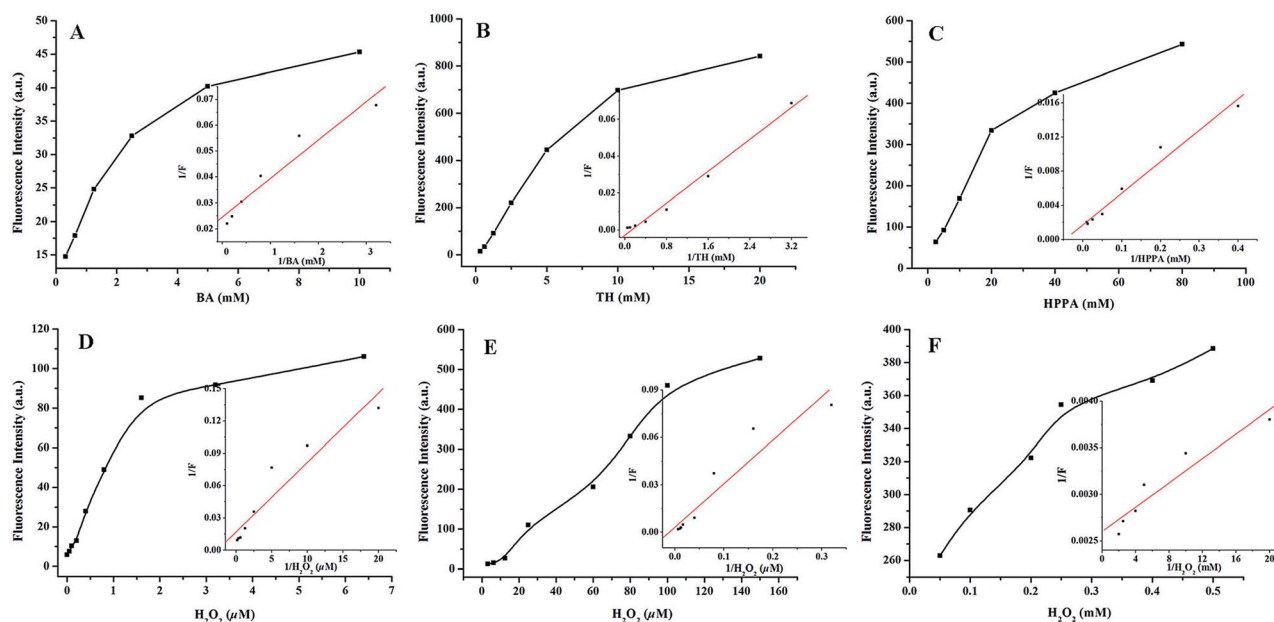 A
Fluorescence Intensity (a.u.)
50
45
40
35
30
25
20
15
0 2 4 6 8 10
BA (mM)
1/F
0.07
0.06
0.05
0.04
0.03
0.02
0 1 2 3
1/BA (mM)
B
Fluorescence Intensity (a.u.)
1000
800
600
400
200
0
0 5 10 15 20
TH (mM)
1/F
0.08
0.06
0.04
0.02
0.00
0.0 0.8 1.6 2.4 3.2
1/TH (mM)
C
Fluorescence Intensity (a.u.)
600
500
400
300
200
100
0
0 20 40 60 80 100
HPPA (mM)
1/F
0.016
0.012
0.008
0.004
0.000
0.0 0.1 0.2 0.3 0.4
1/HPPA (mM)
D
Fluorescence Intensity (a.u.)
120
100
80
60
40
20
0
0 1 2 3 4 5 6 7
H₂O₂ (µM)
1/F
0.15
0.12
0.09
0.06
0.03
0.00
0 5 10 15 20
1/H₂O₂ (µM)
E
Fluorescence Intensity (a.u.)
600
500
400
300
200
100
0
0 20 40 60 80 100 120 140 160
H₂O₂ (µM)
1/F
0.09
0.06
0.03
0.00
0.0 0.1 0.2 0.3
1/H₂O₂ (µM)
F
Fluorescence Intensity (a.u.)
400
380
360
340
320
300
280
260
0.0 0.1 0.2 0.3 0.4 0.5
H₂O₂ (mM)
1/F
0.0040
0.0035
0.0030
0.0025
0 4 8 12 16 20
1/H₂O₂ (mM)